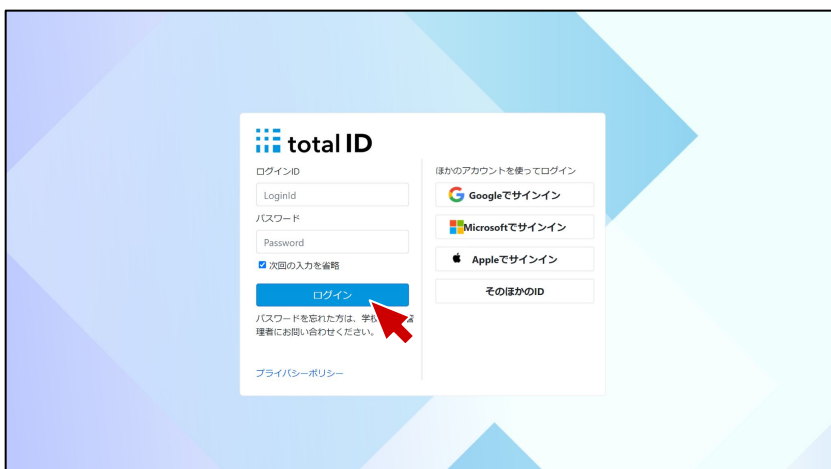 total ID
ログインID
LoginId
パスワード
Password
次回の入力を省略
ログイン
パスワードを忘れた方は、学校
理者にお問い合わせください。
プライバシーポリシー
ほかのアカウントを使ってログイン
Googleでサインイン
Microsoftでサインイン
Appleでサインイン
そのほかのID